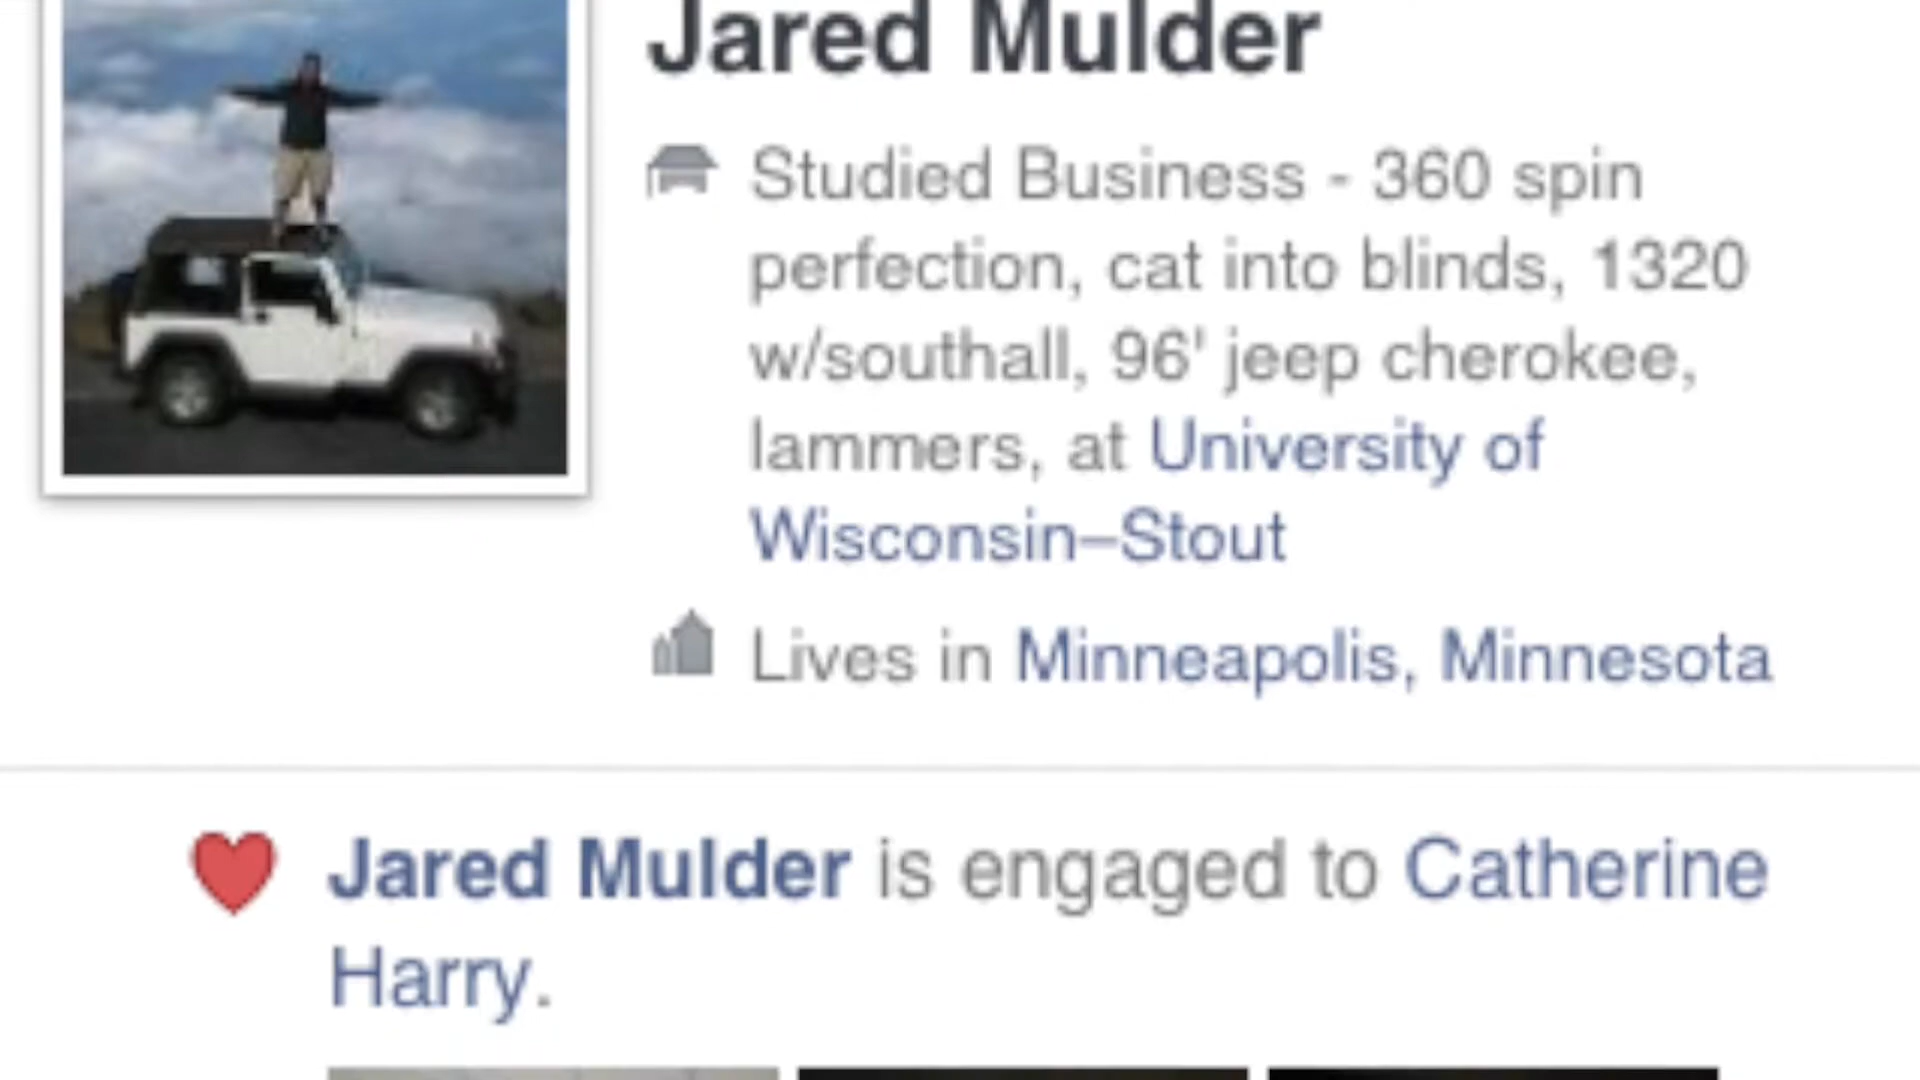 Jared Mulder
Studied Business - 360 spin
perfection, cat into blinds, 1320
w/southall, 96' jeep cherokee,
lammers, at University of
Wisconsin–Stout
Lives in Minneapolis, Minnesota
Jared Mulder is engaged to Catherine
Harry.